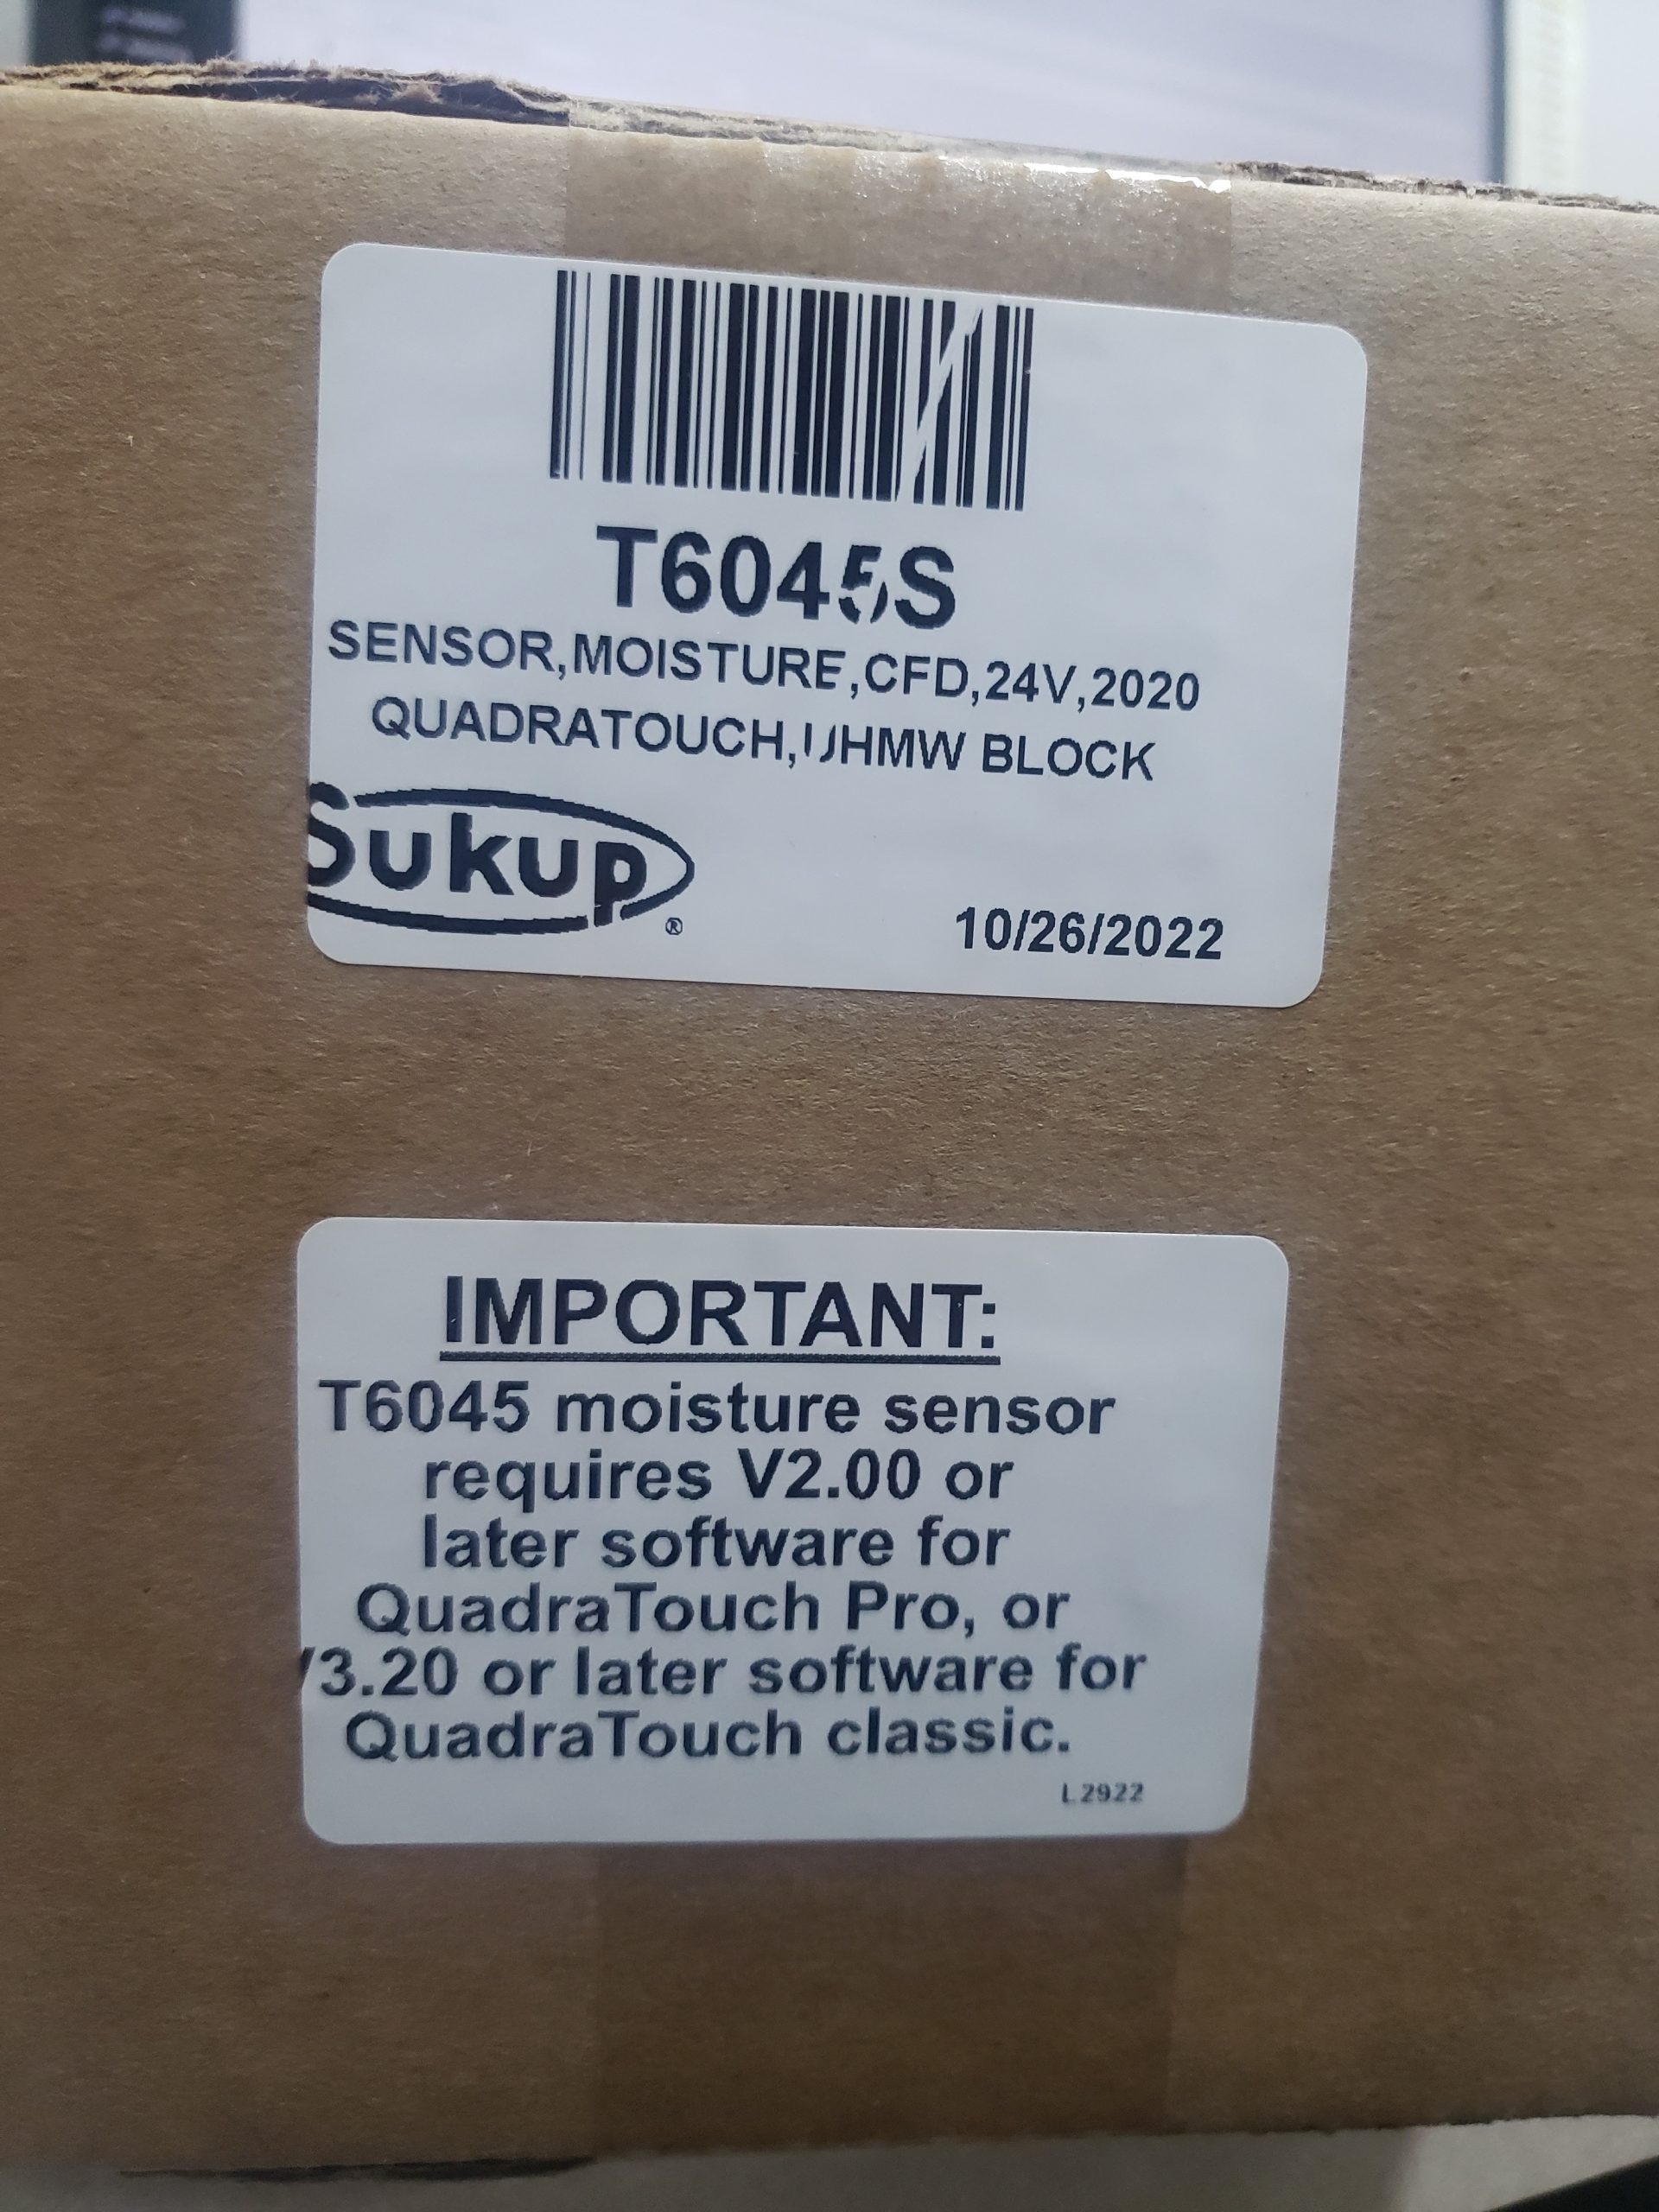 T6045S
SENSOR,MOISTURE,CFD,24V,2020
QUADRATOUCH,UHMW BLOCK
Sukup®
10/26/2022
IMPORTANT:
T6045 moisture sensor
requires V2.00 or
later software for
QuadraTouch Pro, or
V3.20 or later software for
QuadraTouch classic.
L2922